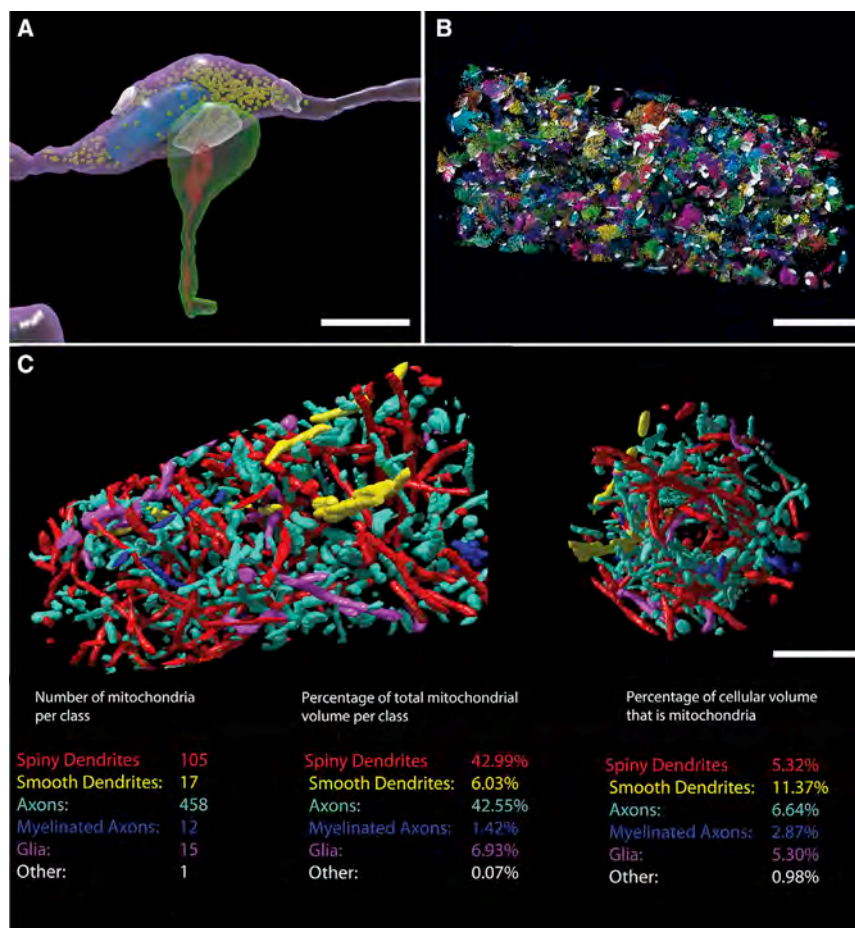 A
B
C
Number of mitochondria
per class
Spiny Dendrites 105
Smooth Dendrites: 17
Axons: 458
Myelinated Axons: 12
Glia: 15
Other: 1
Percentage of total mitochondrial
volume per class
Spiny Dendrites 42.99%
Smooth Dendrites: 6.03%
Axons: 42.55%
Myelinated Axons: 1.42%
Glia: 6.93%
Other: 0.07%
Percentage of cellular volume
that is mitochondria
Spiny Dendrites: 5.32%
Smooth Dendrites: 11.37%
Axons: 6.64%
Myelinated Axons: 2.87%
Glia: 5.30%
Other: 0.98%